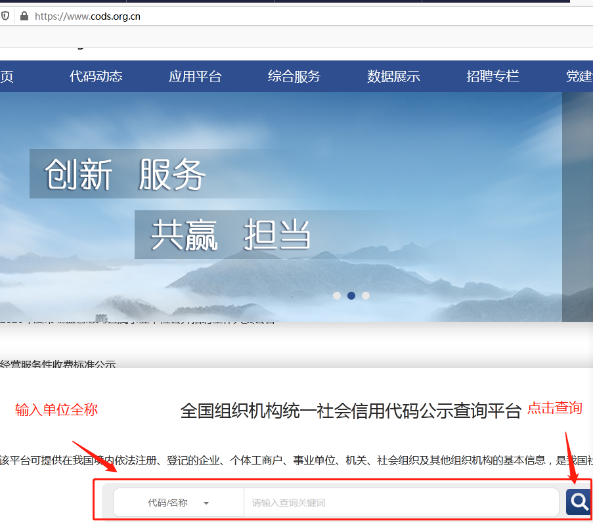 https://www.cods.org.cn
页 代码动态 应用平台 综合服务 数据展示 招聘专栏 党建
创新 服务
共赢 担当
经营服务性收费标准公示
输入单位全称 全国组织机构统一社会信用代码公示查询平台 点击查询
该平台可提供在我国境内依法注册、登记的企业、个体工商户、事业单位、机关、社会组织及其他组织机构的基本信息，是我国社
代码/名称 请输入查询关键词